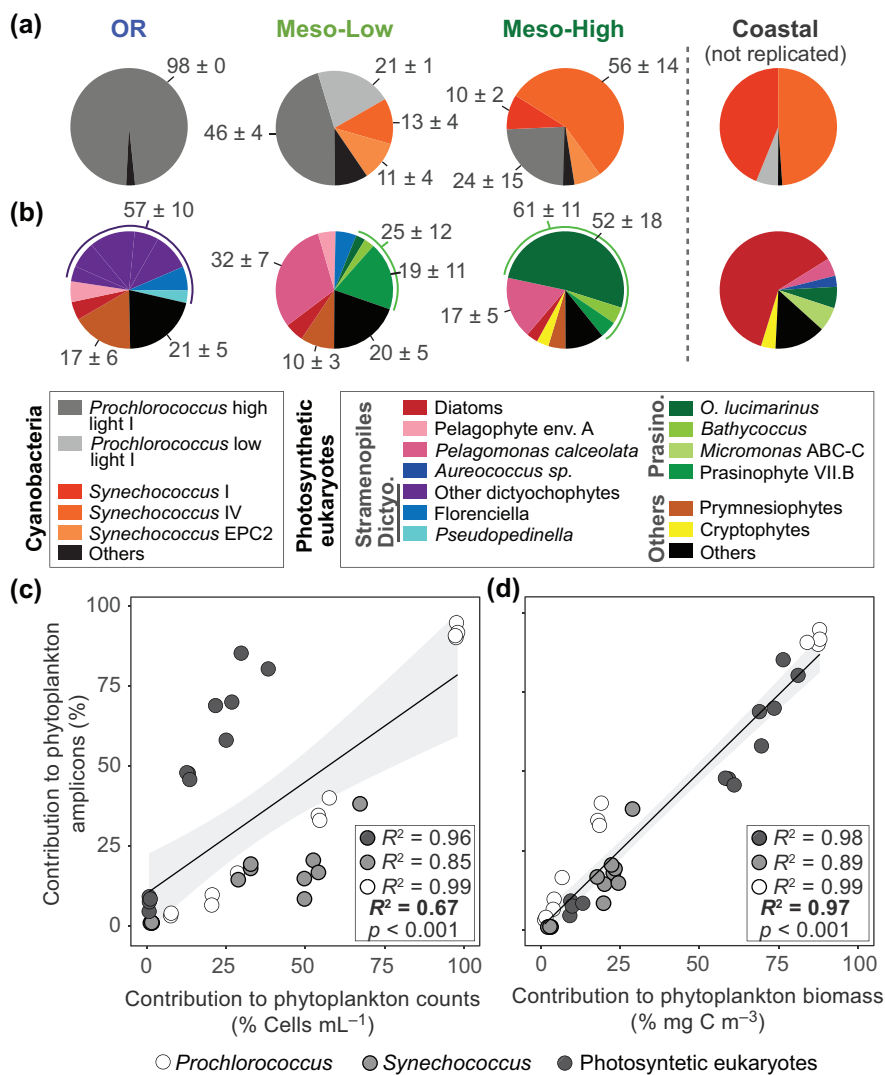 (a)
OR
Meso-Low
Meso-High
Coastal
(not replicated)
98 ± 0
21 ± 1
46 ± 4
13 ± 4
11 ± 4
56 ± 14
10 ± 2
24 ± 15
(b)
57 ± 10
17 ± 6
21 ± 5
25 ± 12
32 ± 7
19 ± 11
10 ± 3
20 ± 5
61 ± 11
52 ± 18
17 ± 5
Cyanobacteria
Prochlorococcus high
light I
Prochlorococcus low
light I
Synechococcus I
Synechococcus IV
Synechococcus EPC2
Others
Photosynthetic
eukaryotes
Stramenopiles
Dictyo.
Diatoms
Pelagophyte env. A
Pelagomonas calceolata
Aureococcus sp.
Other dictyochophytes
Florenciella
Pseudopedinella
Prasino.
O. lucimarinus
Bathycoccus
Micromonas ABC-C
Prasinophyte VII.B
Others
Prymnesiophytes
Cryptophytes
Others
(c)
Contribution to phytoplankton
amplicons (%)
100
75
50
25
0
R² = 0.96
R² = 0.85
R² = 0.99
R² = 0.67
p < 0.001
0
25
50
75
100
Contribution to phytoplankton counts
(% Cells mL⁻¹)
(d)
R² = 0.98
R² = 0.89
R² = 0.99
R² = 0.97
p < 0.001
0
25
50
75
100
Contribution to phytoplankton biomass
(% mg C m⁻³)
Prochlorococcus
Synechococcus
Photosyntetic eukaryotes